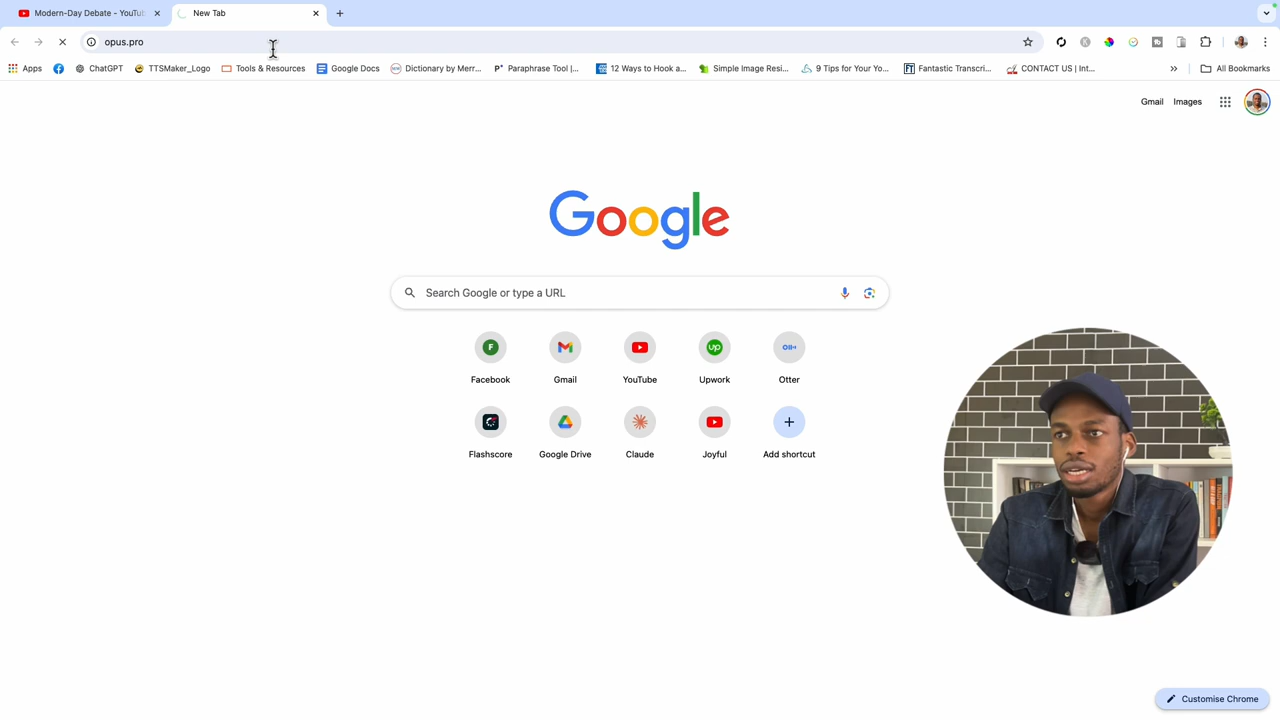 Modern-Day Debate - YouTub
New Tab
opus.pro
Apps
ChatGPT
TTSMaker_Logo
Tools & Resources
Google Docs
Dictionary by Merr...
Paraphrase Tool |...
12 Ways to Hook a...
Simple Image Resi...
9 Tips for Your Yo...
Fantastic Transcri...
CONTACT US | Int...
»
All Bookmarks
Gmail
Images
Google
Search Google or type a URL
Facebook
Gmail
YouTube
Upwork
Otter
Flashscore
Google Drive
Claude
Joyful
Add shortcut
Customise Chrome